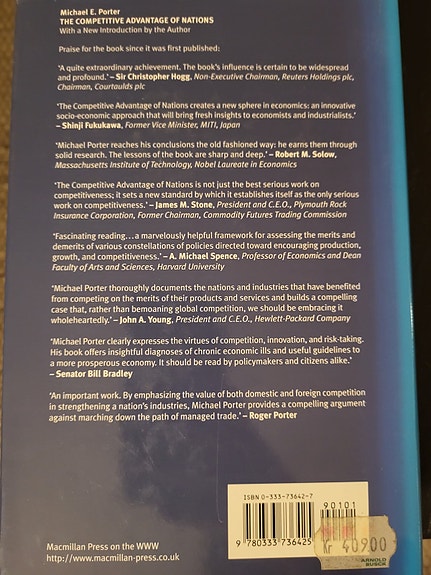 Michael E. Porter
THE COMPETITIVE ADVANTAGE OF NATIONS
With a New Introduction by the Author
Praise for the book since it was first published:
'A quite extraordinary achievement. The book's influence is certain to be widespread
and profound.' – Sir Christopher Hogg, Non-Executive Chairman, Reuters Holdings plc,
Chairman, Courtaulds plc
'The Competitive Advantage of Nations creates a new sphere in economics: an innovative
socio-economic approach that will bring fresh insights to economists and industrialists.'
– Shinji Fukukawa, Former Vice Minister, MITI, Japan
'Michael Porter reaches his conclusions the old fashioned way: he earns them through
solid research. The lessons of the book are sharp and deep.' – Robert M. Solow,
Massachusetts Institute of Technology, Nobel Laureate in Economics
'The Competitive Advantage of Nations is not just the best serious work on
competitiveness; it sets a new standard by which it establishes itself as the only serious
work on competitiveness.' – James M. Stone, President and C.E.O., Plymouth Rock
Insurance Corporation, Former Chairman, Commodity Futures Trading Commission
'Fascinating reading...a marvelously helpful framework for assessing the merits and
demerits of various constellations of policies directed toward encouraging production,
growth, and competitiveness.' – A. Michael Spence, Professor of Economics and Dean
Faculty of Arts and Sciences, Harvard University
'Michael Porter thoroughly documents the nations and industries that have benefited
from competing on the merits of their products and services and builds a compelling
case that, rather than bemoaning global competition, we should be embracing it
wholeheartedly.' – John A. Young, President and C.E.O., Hewlett-Packard Company
'Michael Porter clearly expresses the virtues of competition, innovation, and risk-taking.
His book offers insightful diagnoses of chronic economic ills and useful guidelines to
a more prosperous economy. It should be read by policymakers and citizens alike.'
– Senator Bill Bradley
'An important work. By emphasizing the value of both domestic and foreign competition
in strengthening a nation's industries, Michael Porter provides a compelling argument
against marching down the path of managed trade.' – Roger Porter
ISBN 0-333-73642-7
90101
9 780333 736425
Kr 409.00
ARNOLD
BUSCK
Macmillan Press on the WWW
http://www.macmillan-press.co.uk